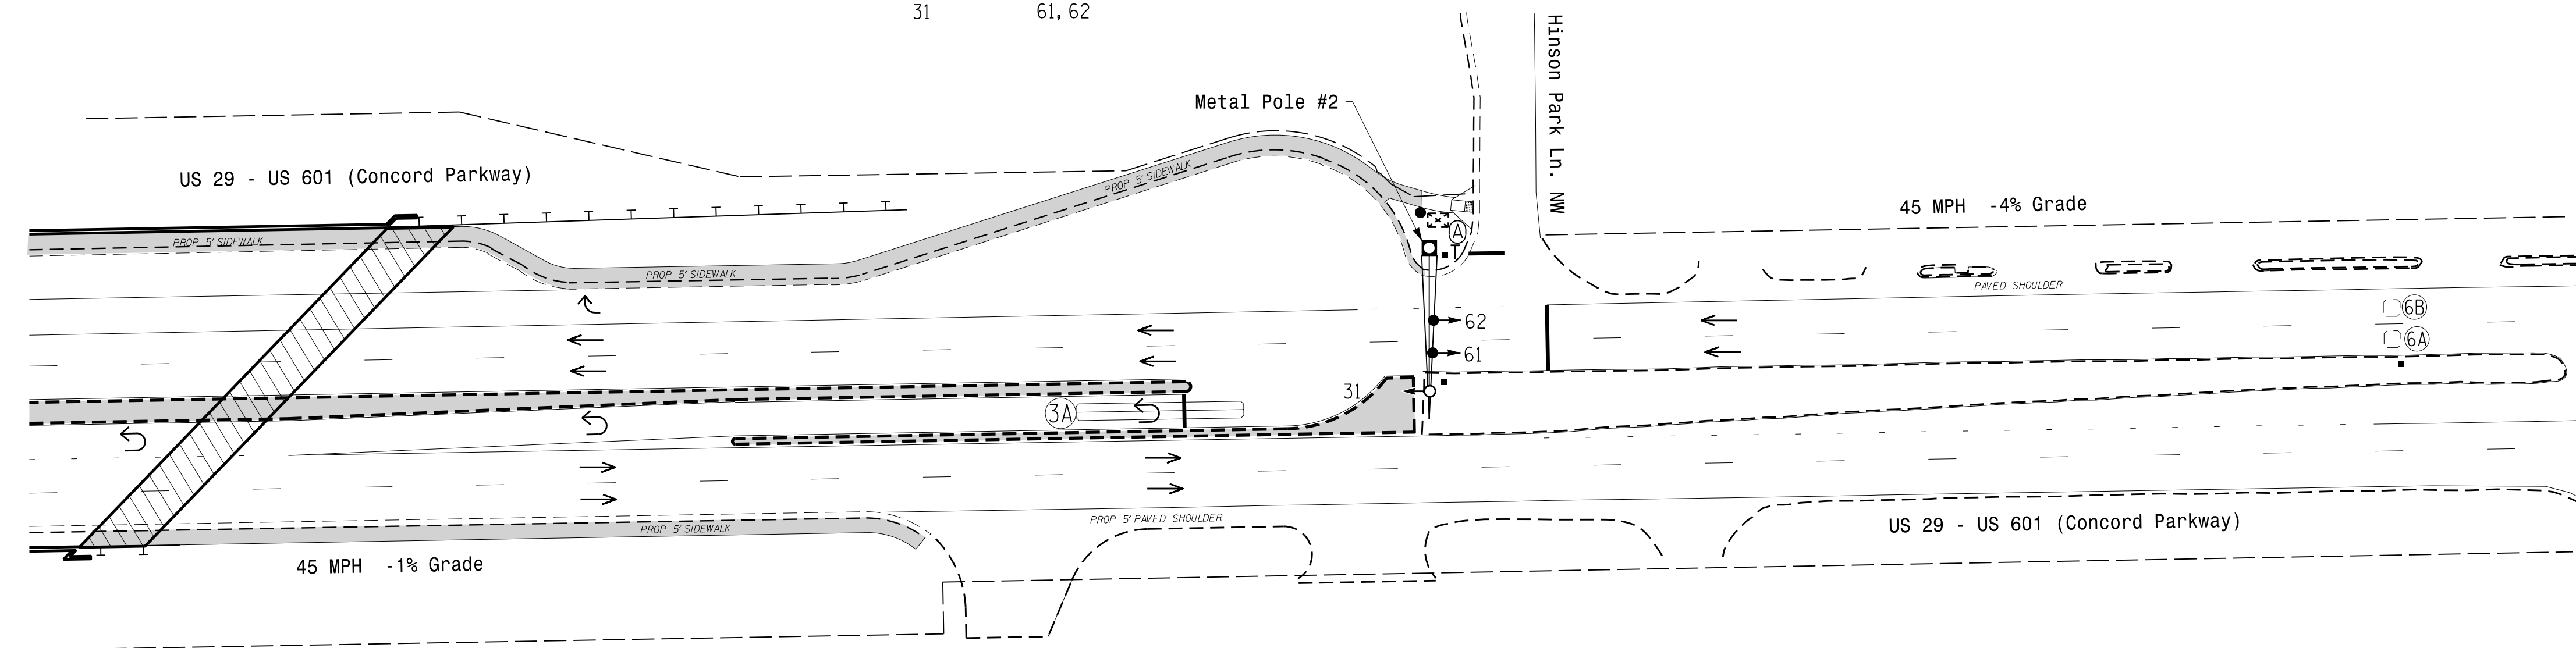 31 61, 62
Hinson Park Ln. NW
Metal Pole #2
US 29 - US 601 (Concord Parkway)
PROP 5' SIDEWALK
45 MPH -4% Grade
A
PROP 5' SIDEWALK
PROP 5' SIDEWALK
PAVED SHOULDER
6B
62
6A
61
31
3A
PROP 5' SIDEWALK
PROP 5' PAVED SHOULDER
US 29 - US 601 (Concord Parkway)
45 MPH -1% Grade